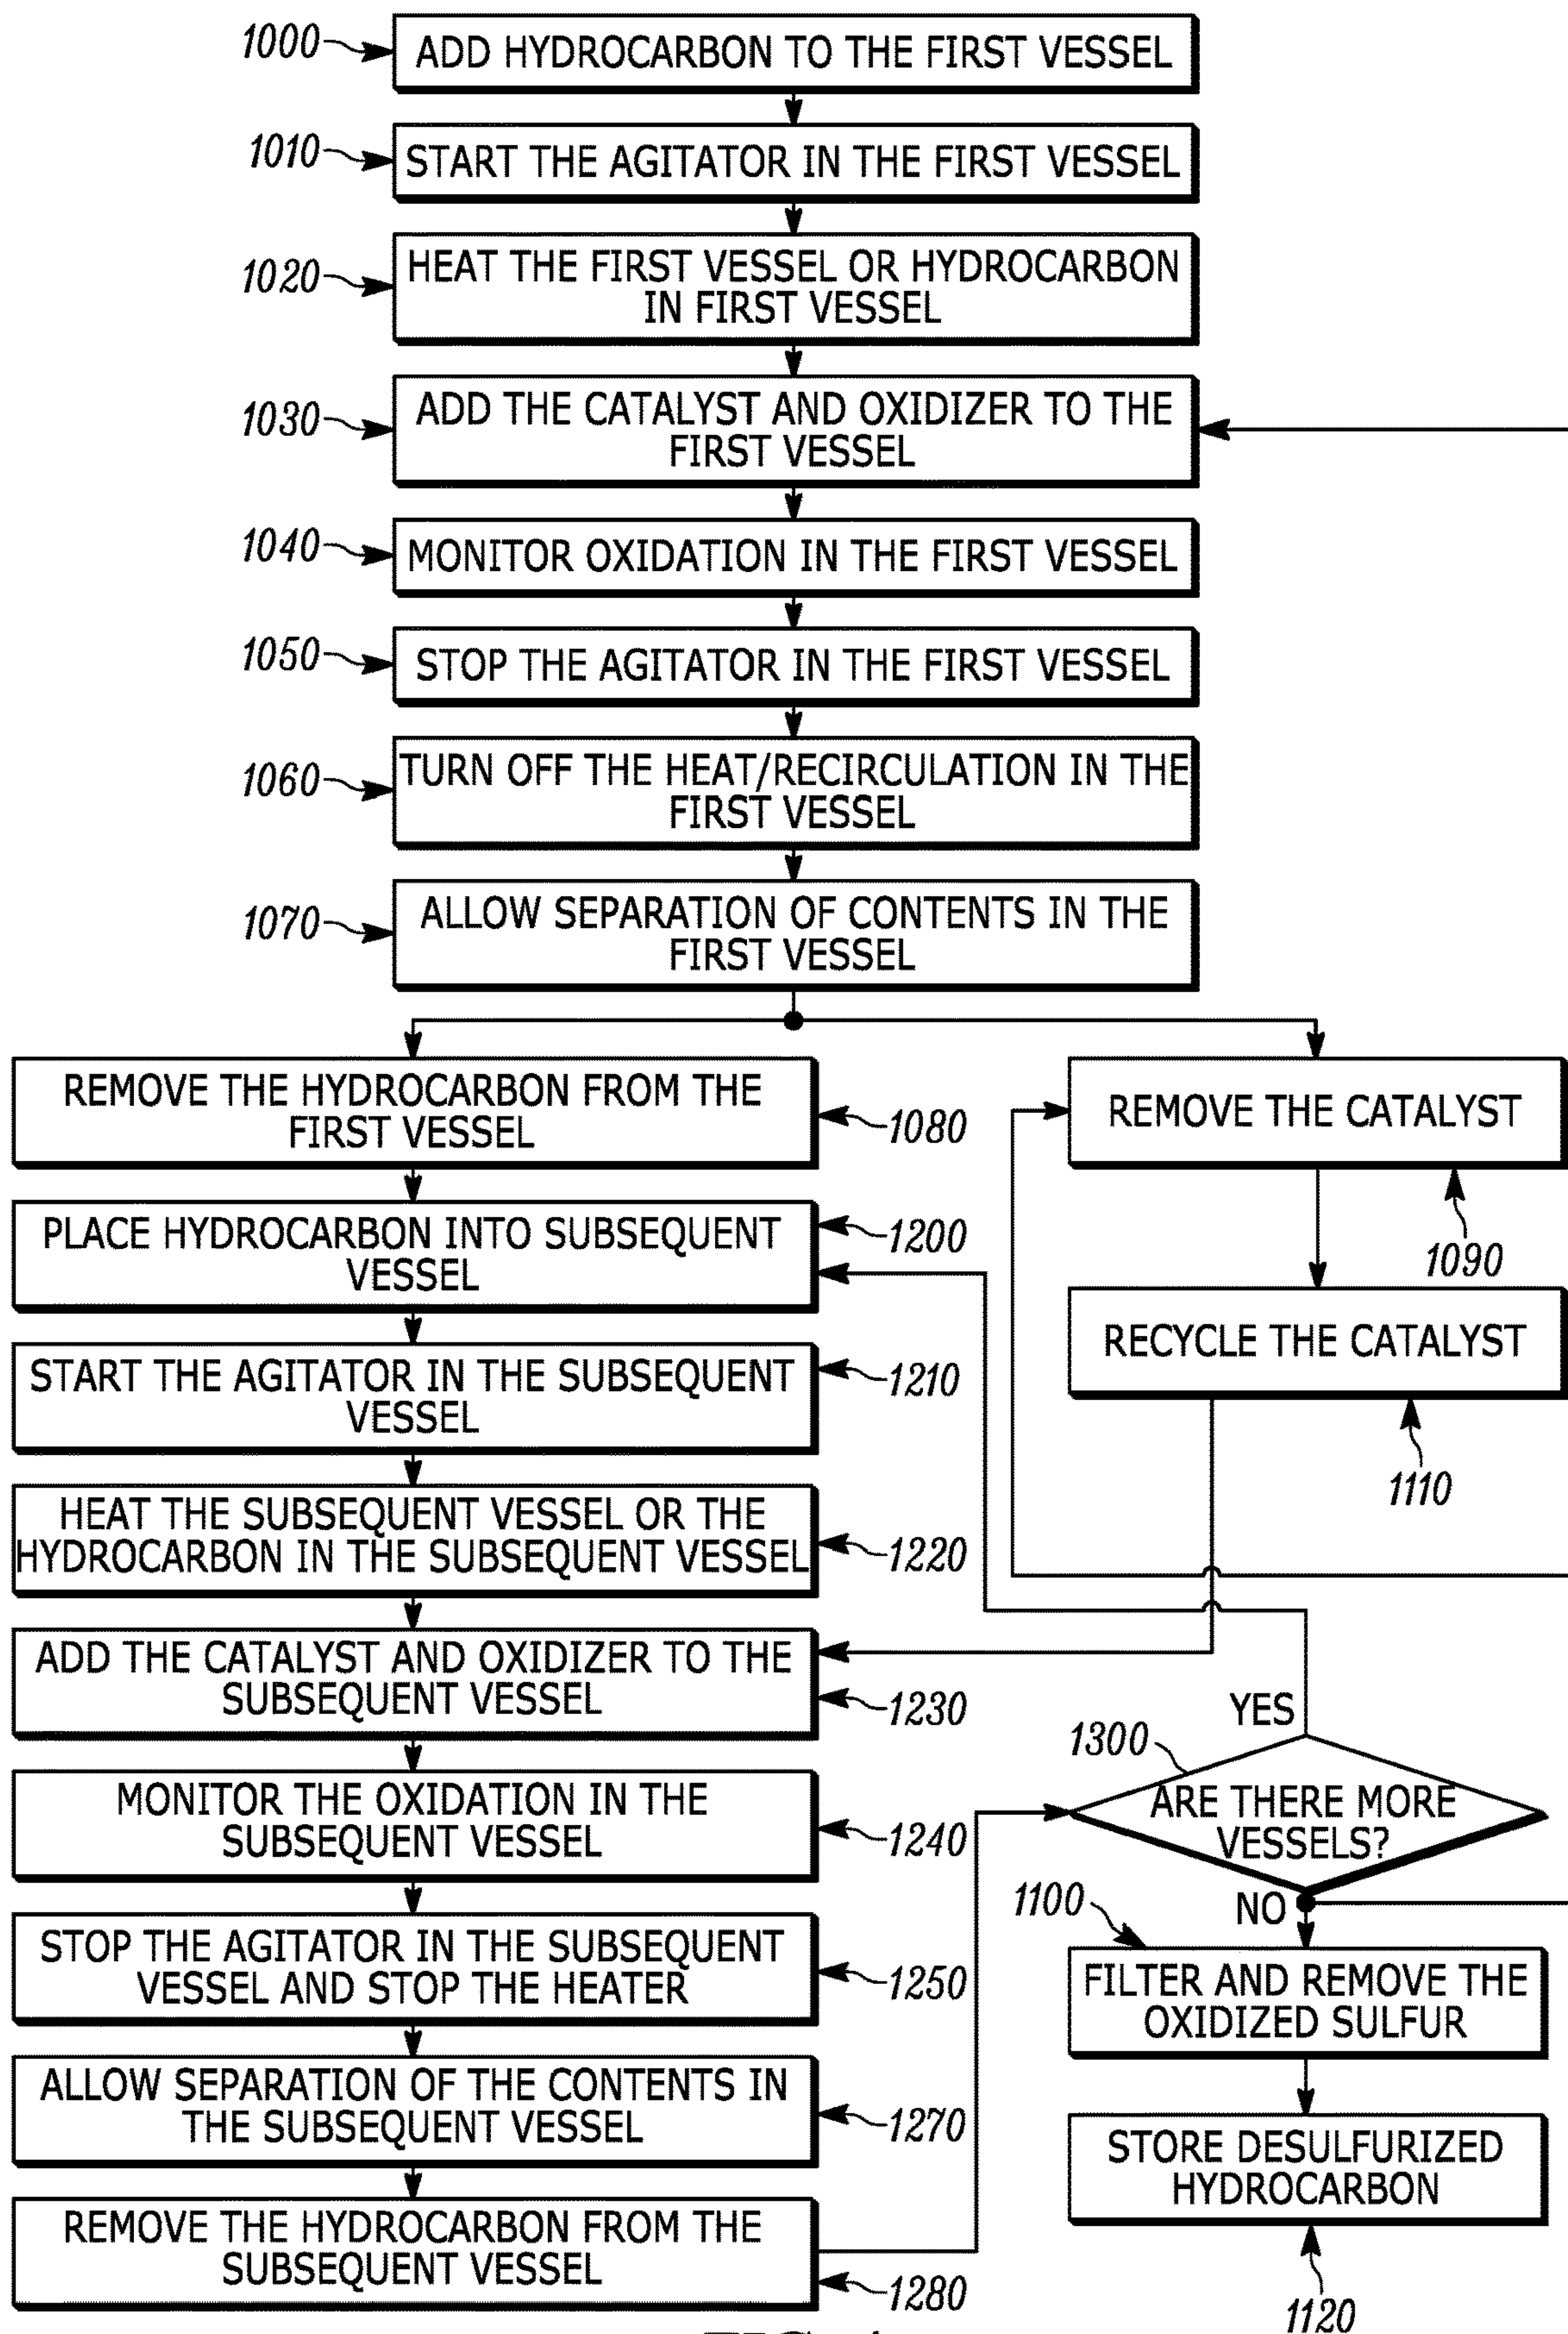 1000
ADD HYDROCARBON TO THE FIRST VESSEL
1010
START THE AGITATOR IN THE FIRST VESSEL
1020
HEAT THE FIRST VESSEL OR HYDROCARBON
IN FIRST VESSEL
1030
ADD THE CATALYST AND OXIDIZER TO THE
FIRST VESSEL
1040
MONITOR OXIDATION IN THE FIRST VESSEL
1050
STOP THE AGITATOR IN THE FIRST VESSEL
1060
TURN OFF THE HEAT/RECIRCULATION IN THE
FIRST VESSEL
1070
ALLOW SEPARATION OF CONTENTS IN THE
FIRST VESSEL
REMOVE THE HYDROCARBON FROM THE
FIRST VESSEL
1080
PLACE HYDROCARBON INTO SUBSEQUENT
VESSEL
1200
START THE AGITATOR IN THE SUBSEQUENT
VESSEL
1210
HEAT THE SUBSEQUENT VESSEL OR THE
HYDROCARBON IN THE SUBSEQUENT VESSEL
1220
ADD THE CATALYST AND OXIDIZER TO THE
SUBSEQUENT VESSEL
1230
MONITOR THE OXIDATION IN THE
SUBSEQUENT VESSEL
1240
STOP THE AGITATOR IN THE SUBSEQUENT
VESSEL AND STOP THE HEATER
1250
ALLOW SEPARATION OF THE CONTENTS IN
THE SUBSEQUENT VESSEL
1270
REMOVE THE HYDROCARBON FROM THE
SUBSEQUENT VESSEL
1280
REMOVE THE CATALYST
1090
RECYCLE THE CATALYST
1110
YES
1300
ARE THERE MORE
VESSELS?
NO
1100
FILTER AND REMOVE THE
OXIDIZED SULFUR
STORE DESULFURIZED
HYDROCARBON
1120